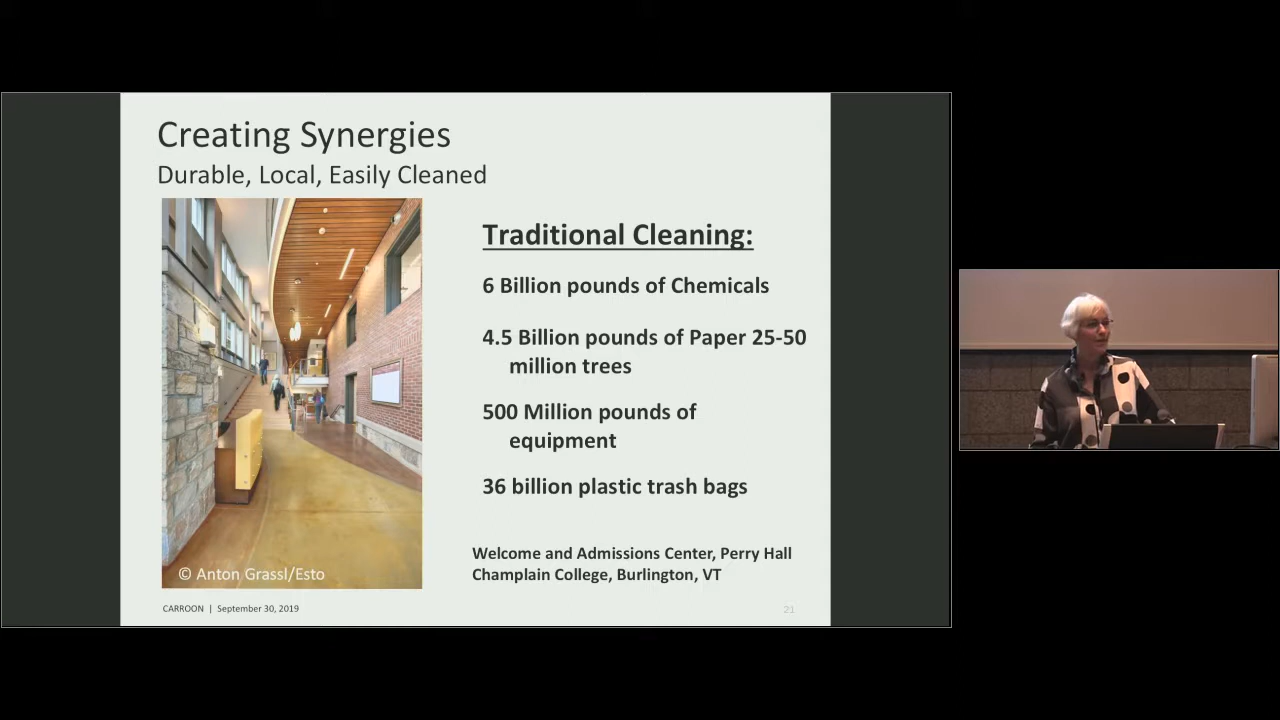 Creating Synergies
Durable, Local, Easily Cleaned
Traditional Cleaning:
6 Billion pounds of Chemicals
4.5 Billion pounds of Paper 25-50
million trees
500 Million pounds of
equipment
36 billion plastic trash bags
Welcome and Admissions Center, Perry Hall
Champlain College, Burlington, VT
© Anton Grassl/Esto
CARROON | September 30, 2019
21